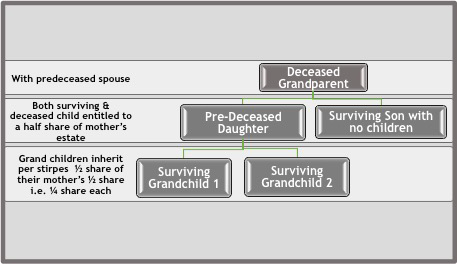 With predeceased spouse
Deceased
Grandparent
Both surviving &
deceased child entitled to
a half share of mother's
estate
Pre-Deceased
Daughter
Surviving Son with
no children
Grand children inherit
per stirpes ½ share of
their mother's ½ share
i.e. ¼ share each
Surviving
Grandchild 1
Surviving
Grandchild 2